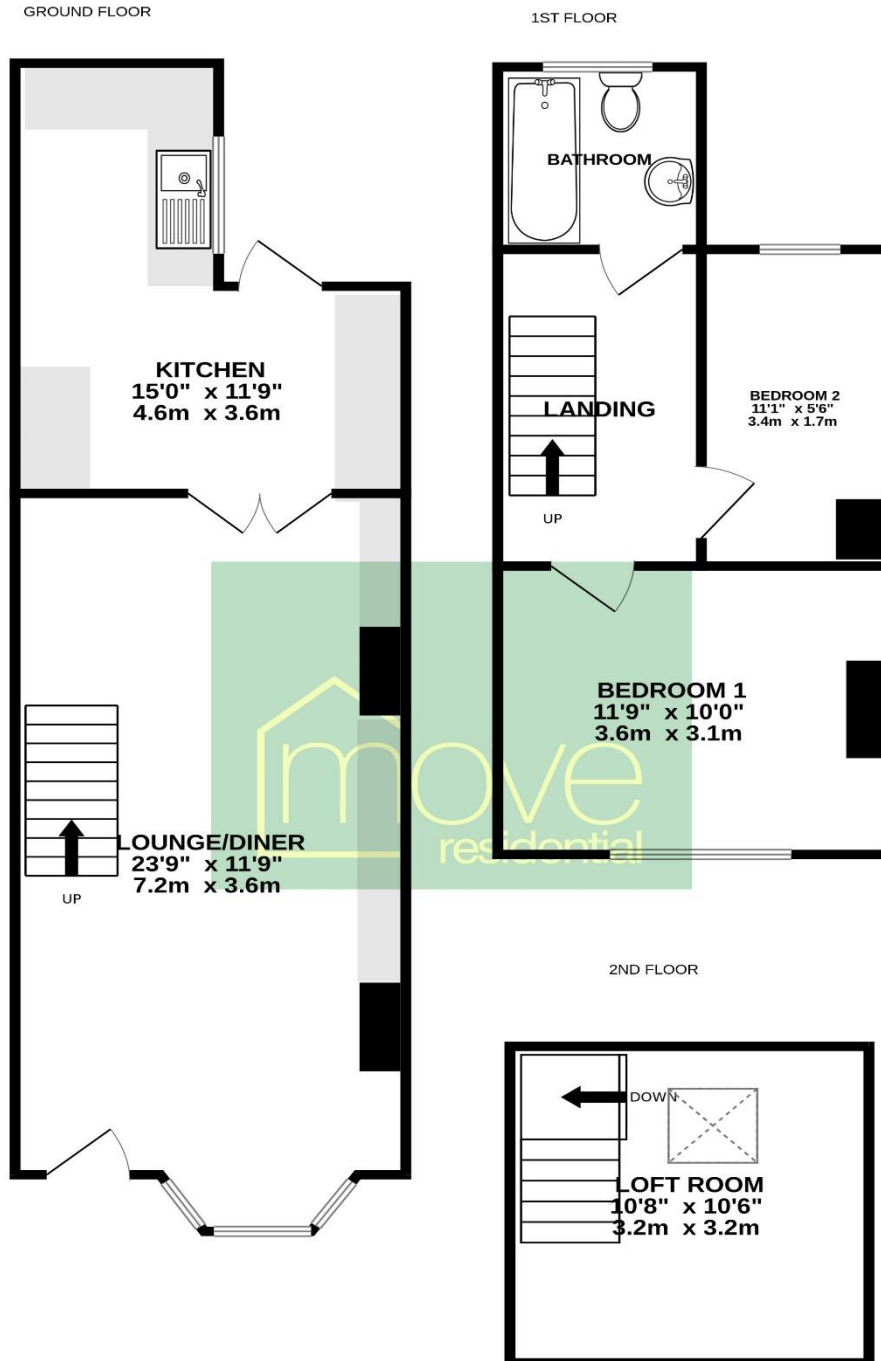 GROUND FLOOR
1ST FLOOR
BATHROOM
KITCHEN
15'0" x 11'9"
4.6m x 3.6m
LANDING
UP
BEDROOM 2
11'1" x 5'6"
3.4m x 1.7m
BEDROOM 1
11'9" x 10'0"
3.6m x 3.1m
move
residential
LOUNGE/DINER
23'9" x 11'9"
7.2m x 3.6m
UP
2ND FLOOR
DOWN
LOFT ROOM
10'8" x 10'6"
3.2m x 3.2m